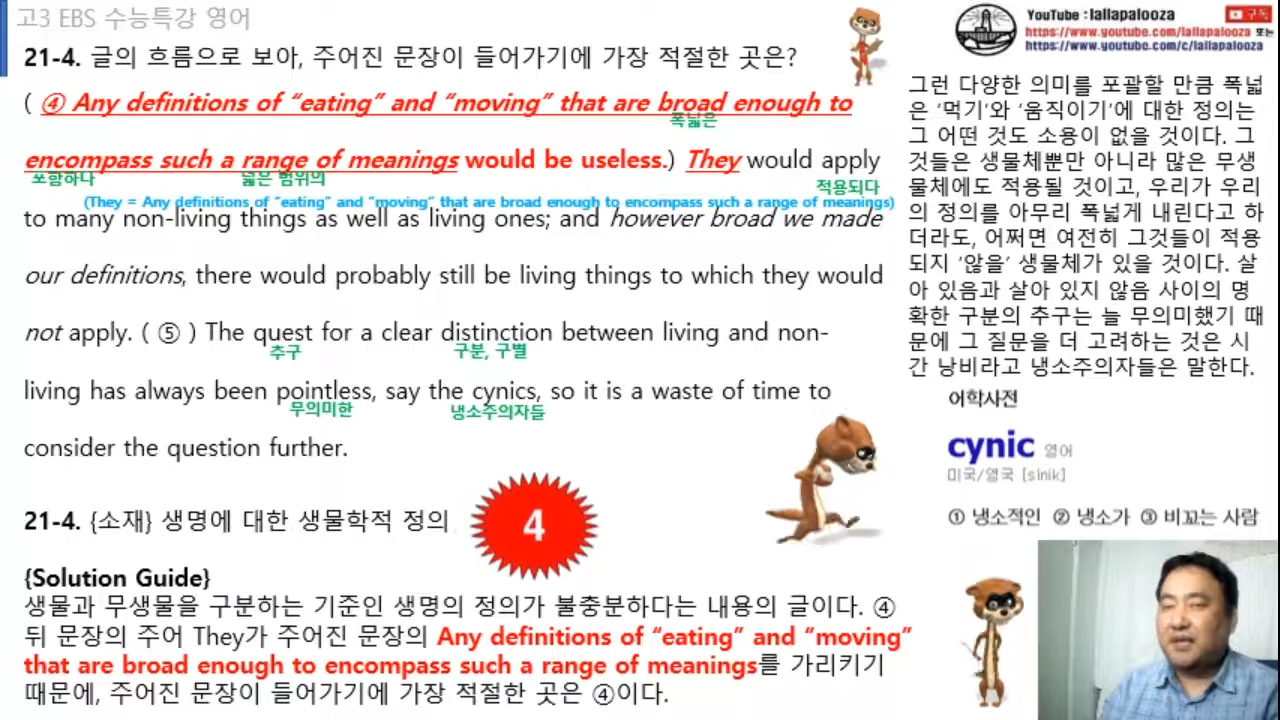 고3 EBS 수능특강 영어
21-4. 글의 흐름으로 보아, 주어진 문장이 들어가기에 가장 적절한 곳은?
( ④ Any definitions of “eating” and “moving” that are broad enough to
폭넓은
encompass such a range of meanings would be useless.) They would apply
포함하다 넓은 범위의 적용되다
(They = Any definitions of “eating” and “moving” that are broad enough to encompass such a range of meanings)
to many non-living things as well as living ones; and however broad we made
our definitions, there would probably still be living things to which they would
not apply. ( ⑤ ) The quest for a clear distinction between living and non-
추구 구분, 구별
living has always been pointless, say the cynics, so it is a waste of time to
무의미한 냉소주의자들
consider the question further.
21-4. {소재} 생명에 대한 생물학적 정의
4
{Solution Guide}
생물과 무생물을 구분하는 기준인 생명의 정의가 불충분하다는 내용의 글이다. ④
뒤 문장의 주어 They가 주어진 문장의 Any definitions of “eating” and “moving”
that are broad enough to encompass such a range of meanings를 가리키기
때문에, 주어진 문장이 들어가기에 가장 적절한 곳은 ④이다.
YouTube : lallapalooza 구독
https://www.youtube.com/lallapalooza 또는
https://www.youtube.com/c/lallapalooza
그런 다양한 의미를 포괄할 만큼 폭넓
은 ‘먹기’와 ‘움직이기’에 대한 정의는
그 어떤 것도 소용이 없을 것이다. 그
것들은 생물체뿐만 아니라 많은 무생
물체에도 적용될 것이고, 우리가 우리
의 정의를 아무리 폭넓게 내린다고 하
더라도, 어쩌면 여전히 그것들이 적용
되지 ‘않을’ 생물체가 있을 것이다. 살
아 있음과 살아 있지 않음 사이의 명
확한 구분의 추구는 늘 무의미했기 때
문에 그 질문을 더 고려하는 것은 시
간 낭비라고 냉소주의자들은 말한다.
어학사전
cynic 영어
미국/영국 [sinik]
① 냉소적인 ② 냉소가 ③ 비꼬는 사람